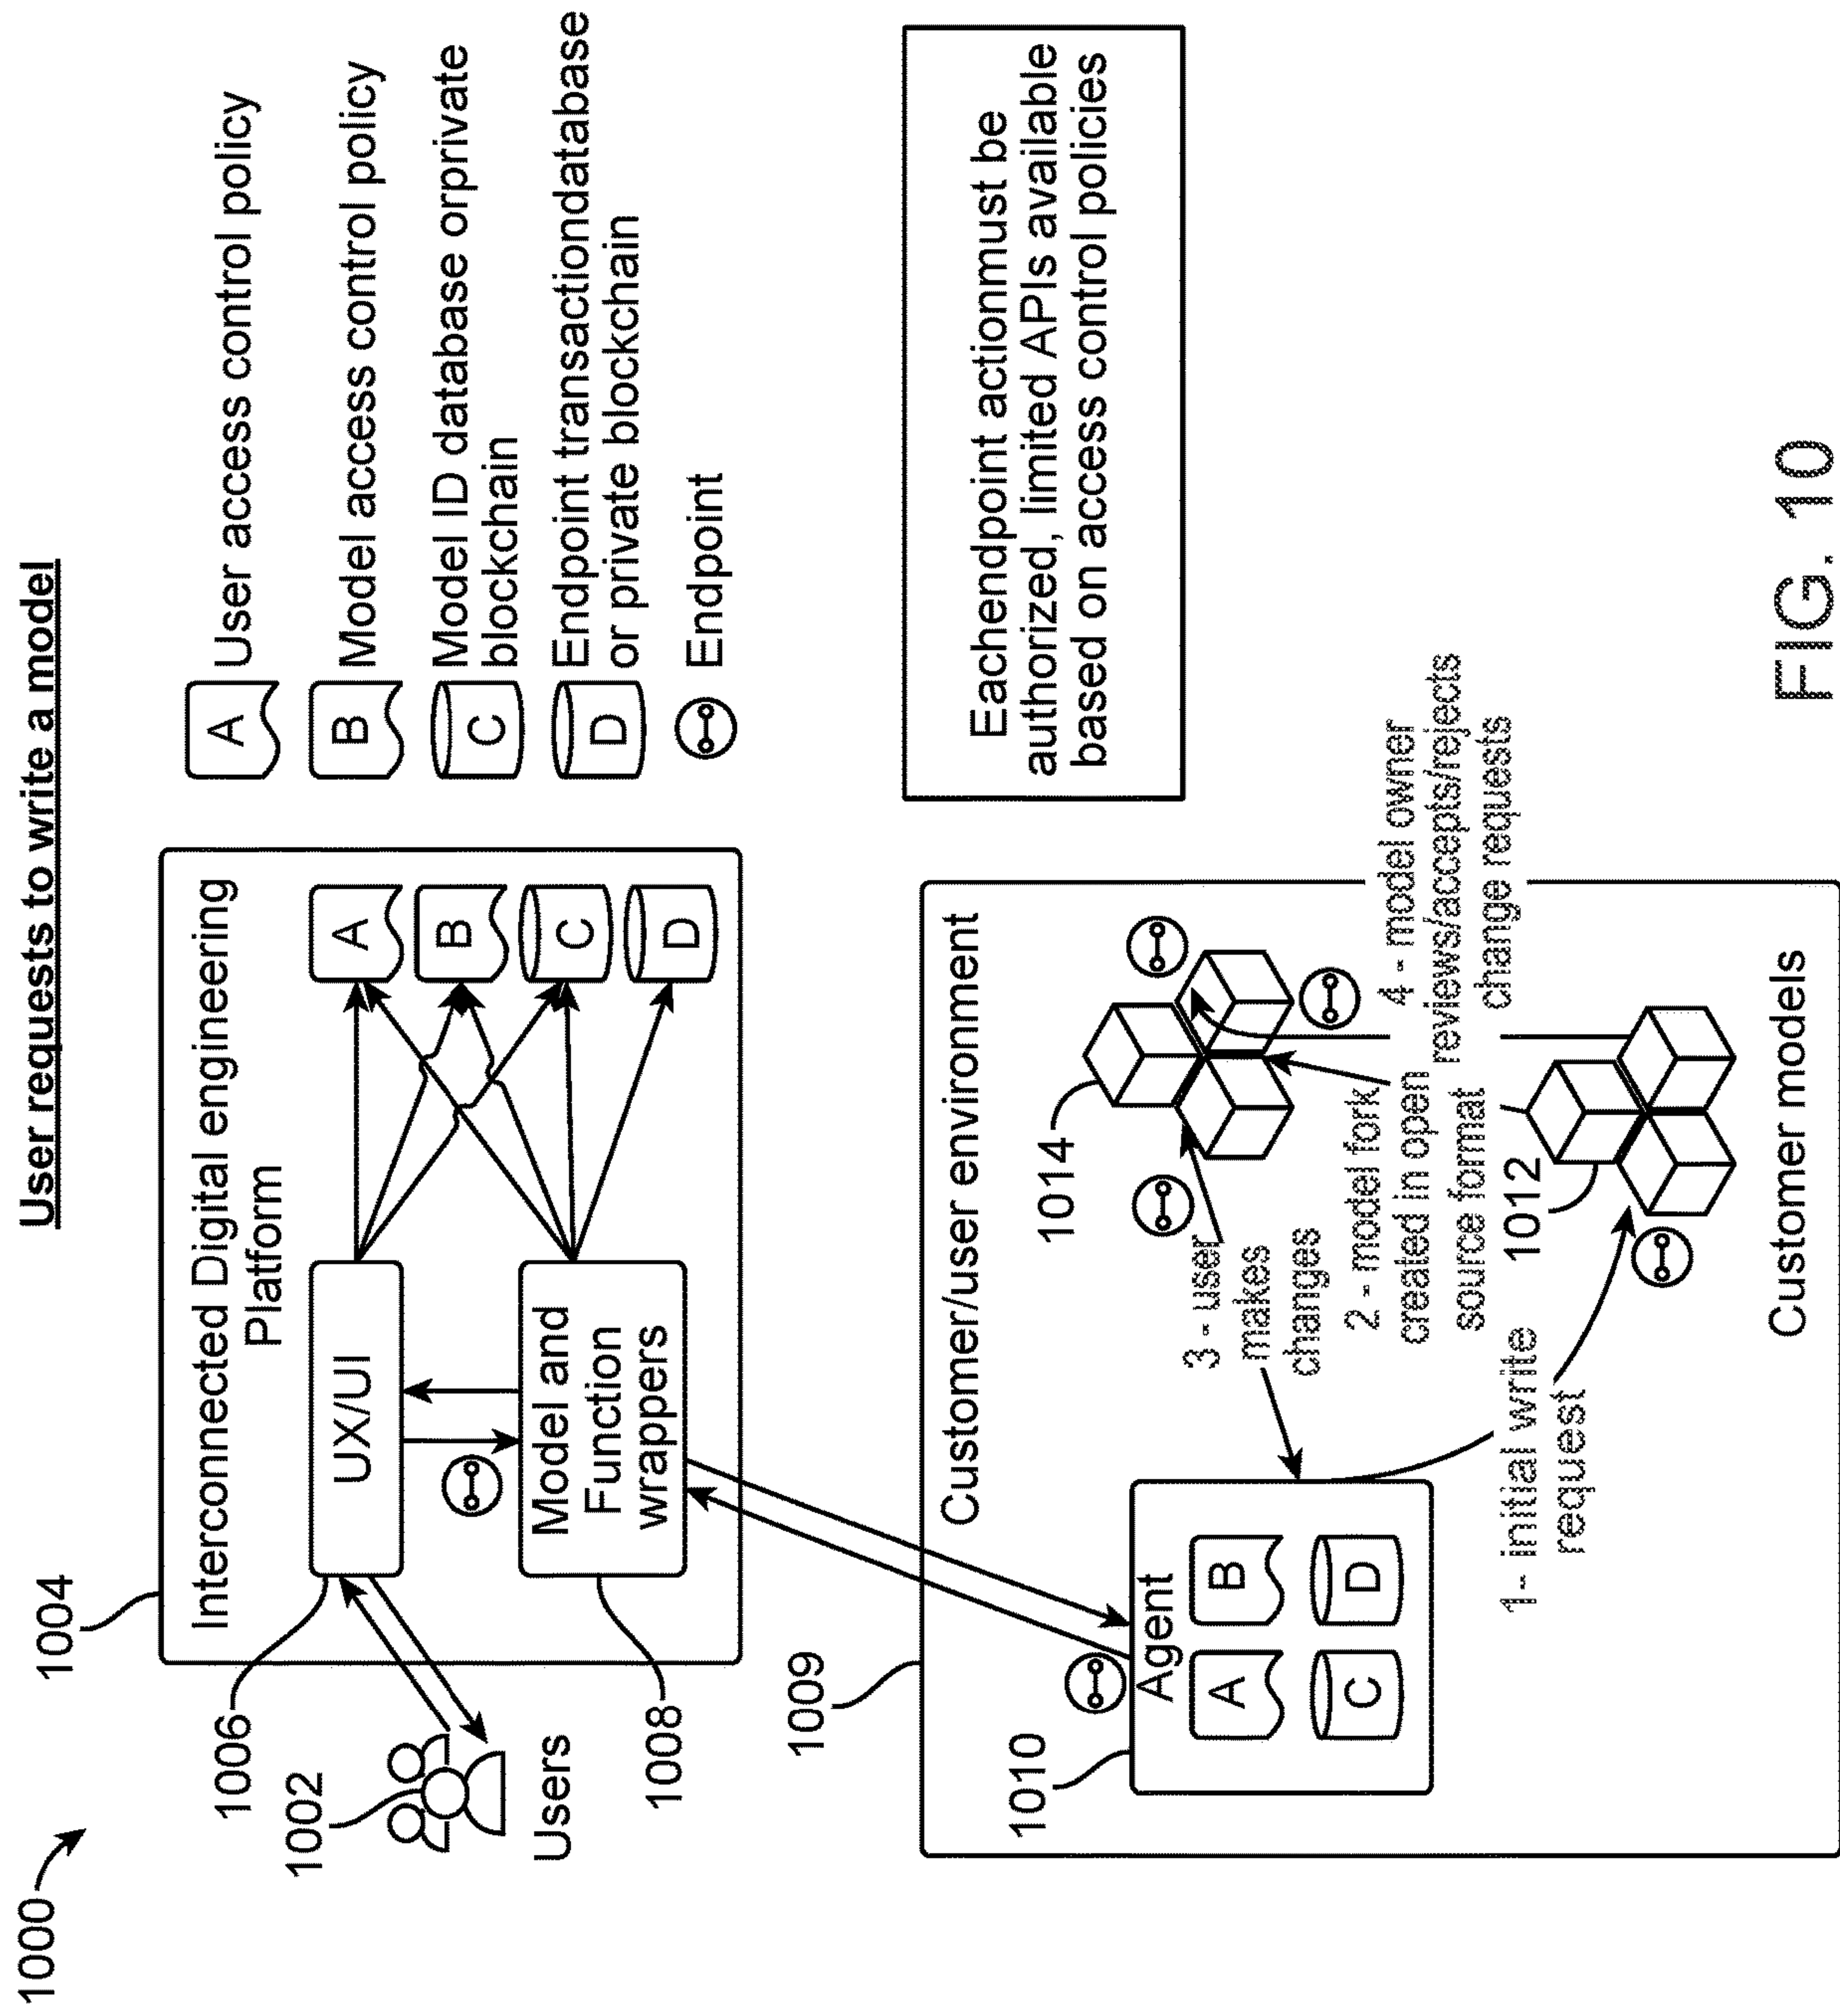 User requests to write a model
1000
1004
Interconnected Digital engineering
Platform
1006
UX/UI
1002
Users
1008
Model and
Function
wrappers
A
B
C
D
A
User access control policy
B
Model access control policy
C
Model ID database orprivate
blockchain
D
Endpoint transactiondatabase
or private blockchain
Endpoint
1009
Customer/user environment
1010
Agent
A
B
C
D
1014
3 - user
makes
changes
2 - model fork
created in open
source format
4 - model owner
reviews/accepts/rejects
change requests
1012
1- initial write
request
Customer models
Eachendpoint actionmust be
authorized, limited APIs available
based on access control policies
FIG. 10